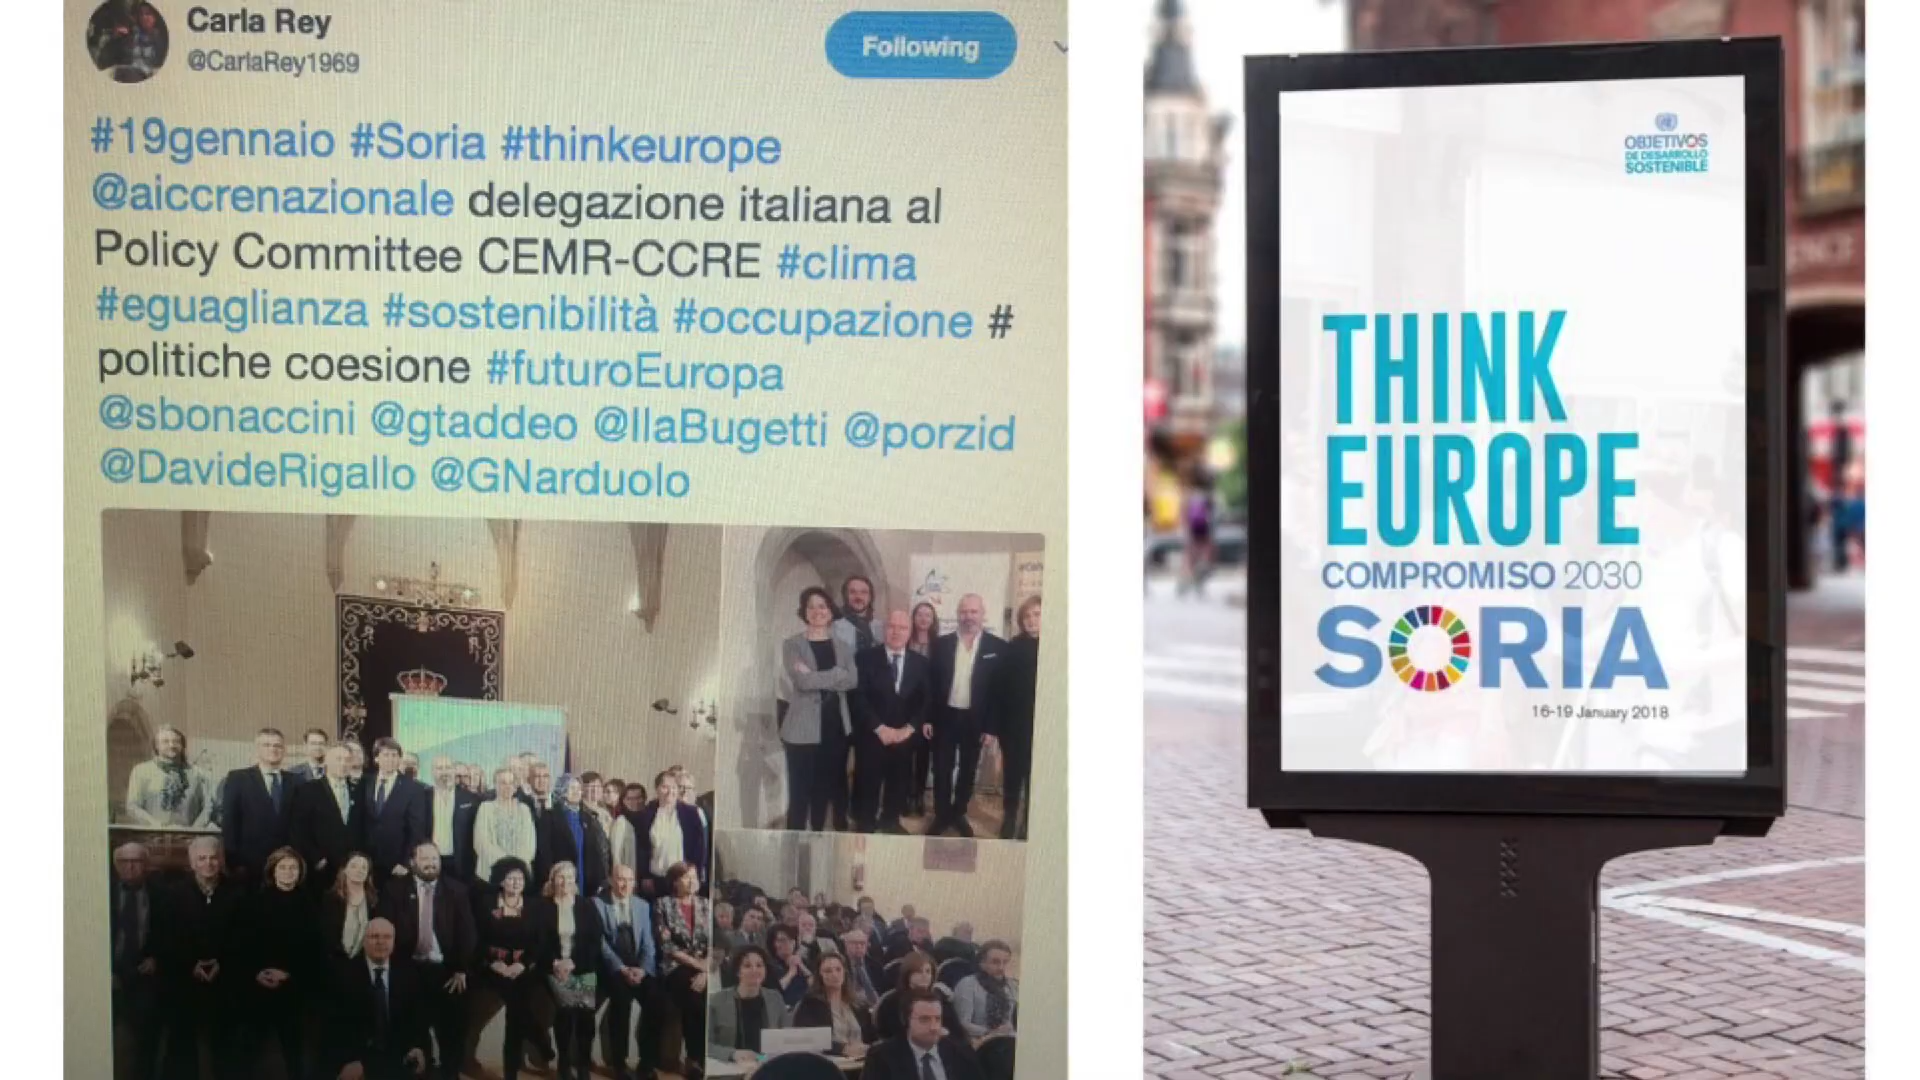 Carla Rey
@CarlaRey1969
Following
#19gennaio #Soria #thinkeurope
@aiccrenazionale delegazione italiana al
Policy Committee CEMR-CCRE #clima
#eguaglianza #sostenibilità #occupazione #
politiche coesione #futuroEuropa
@sbonaccini @gtaddeo @IlaBugetti @porzid
@DavideRigallo @GNarduolo
OBJETIVOS
DE DESARROLLO
SOSTENIBLE
THINK
EUROPE
COMPROMISO 2030
SORIA
16-19 January 2018